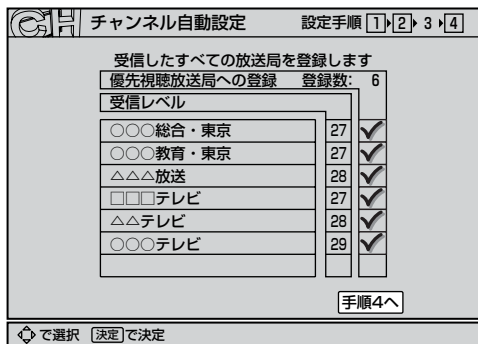 CH チャンネル自動設定 設定手順 1 2 3 4
受信したすべての放送局を登録します
優先視聴放送局への登録 登録数: 6
受信レベル
○○○総合・東京 27
○○○教育・東京 27
△△△放送 28
□□□テレビ 27
△△テレビ 28
○○○テレビ 29
手順4へ
で選択 決定で決定